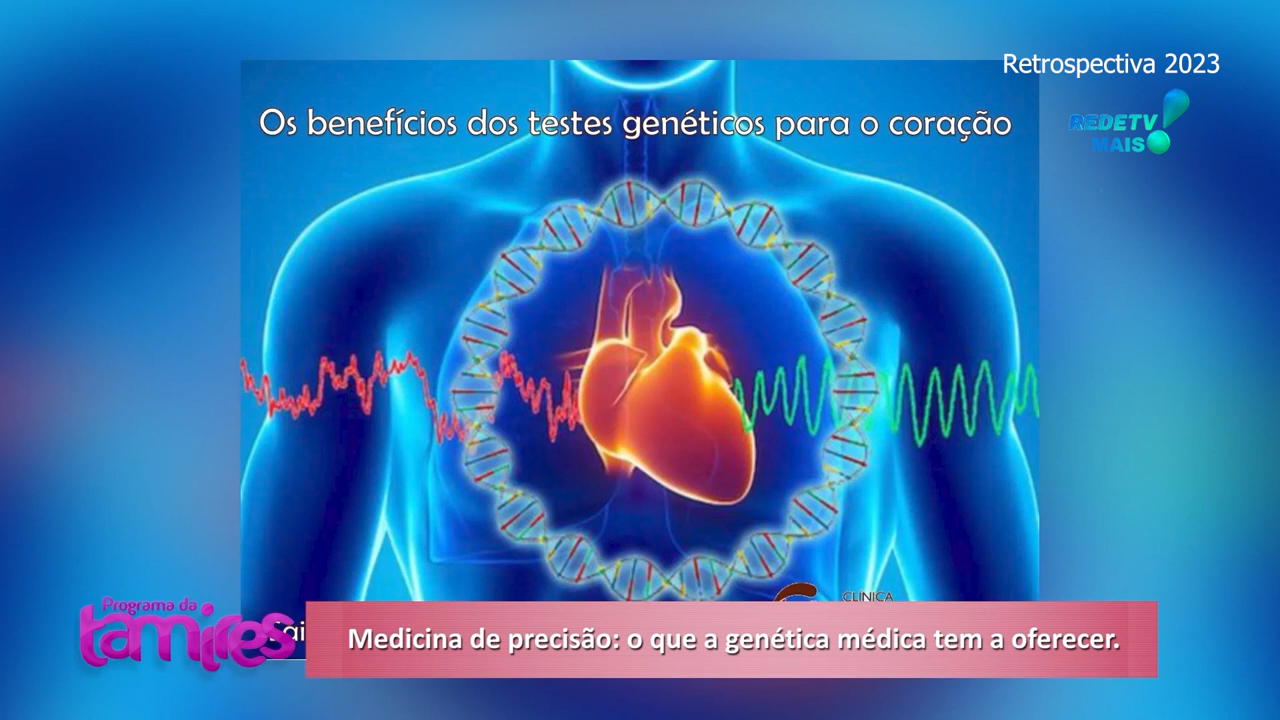 Retrospectiva 2023
REDETV
MAIS
Os benefícios dos testes genéticos para o coração
CLINICA
Programa da
tamires
Medicina de precisão: o que a genética médica tem a oferecer.